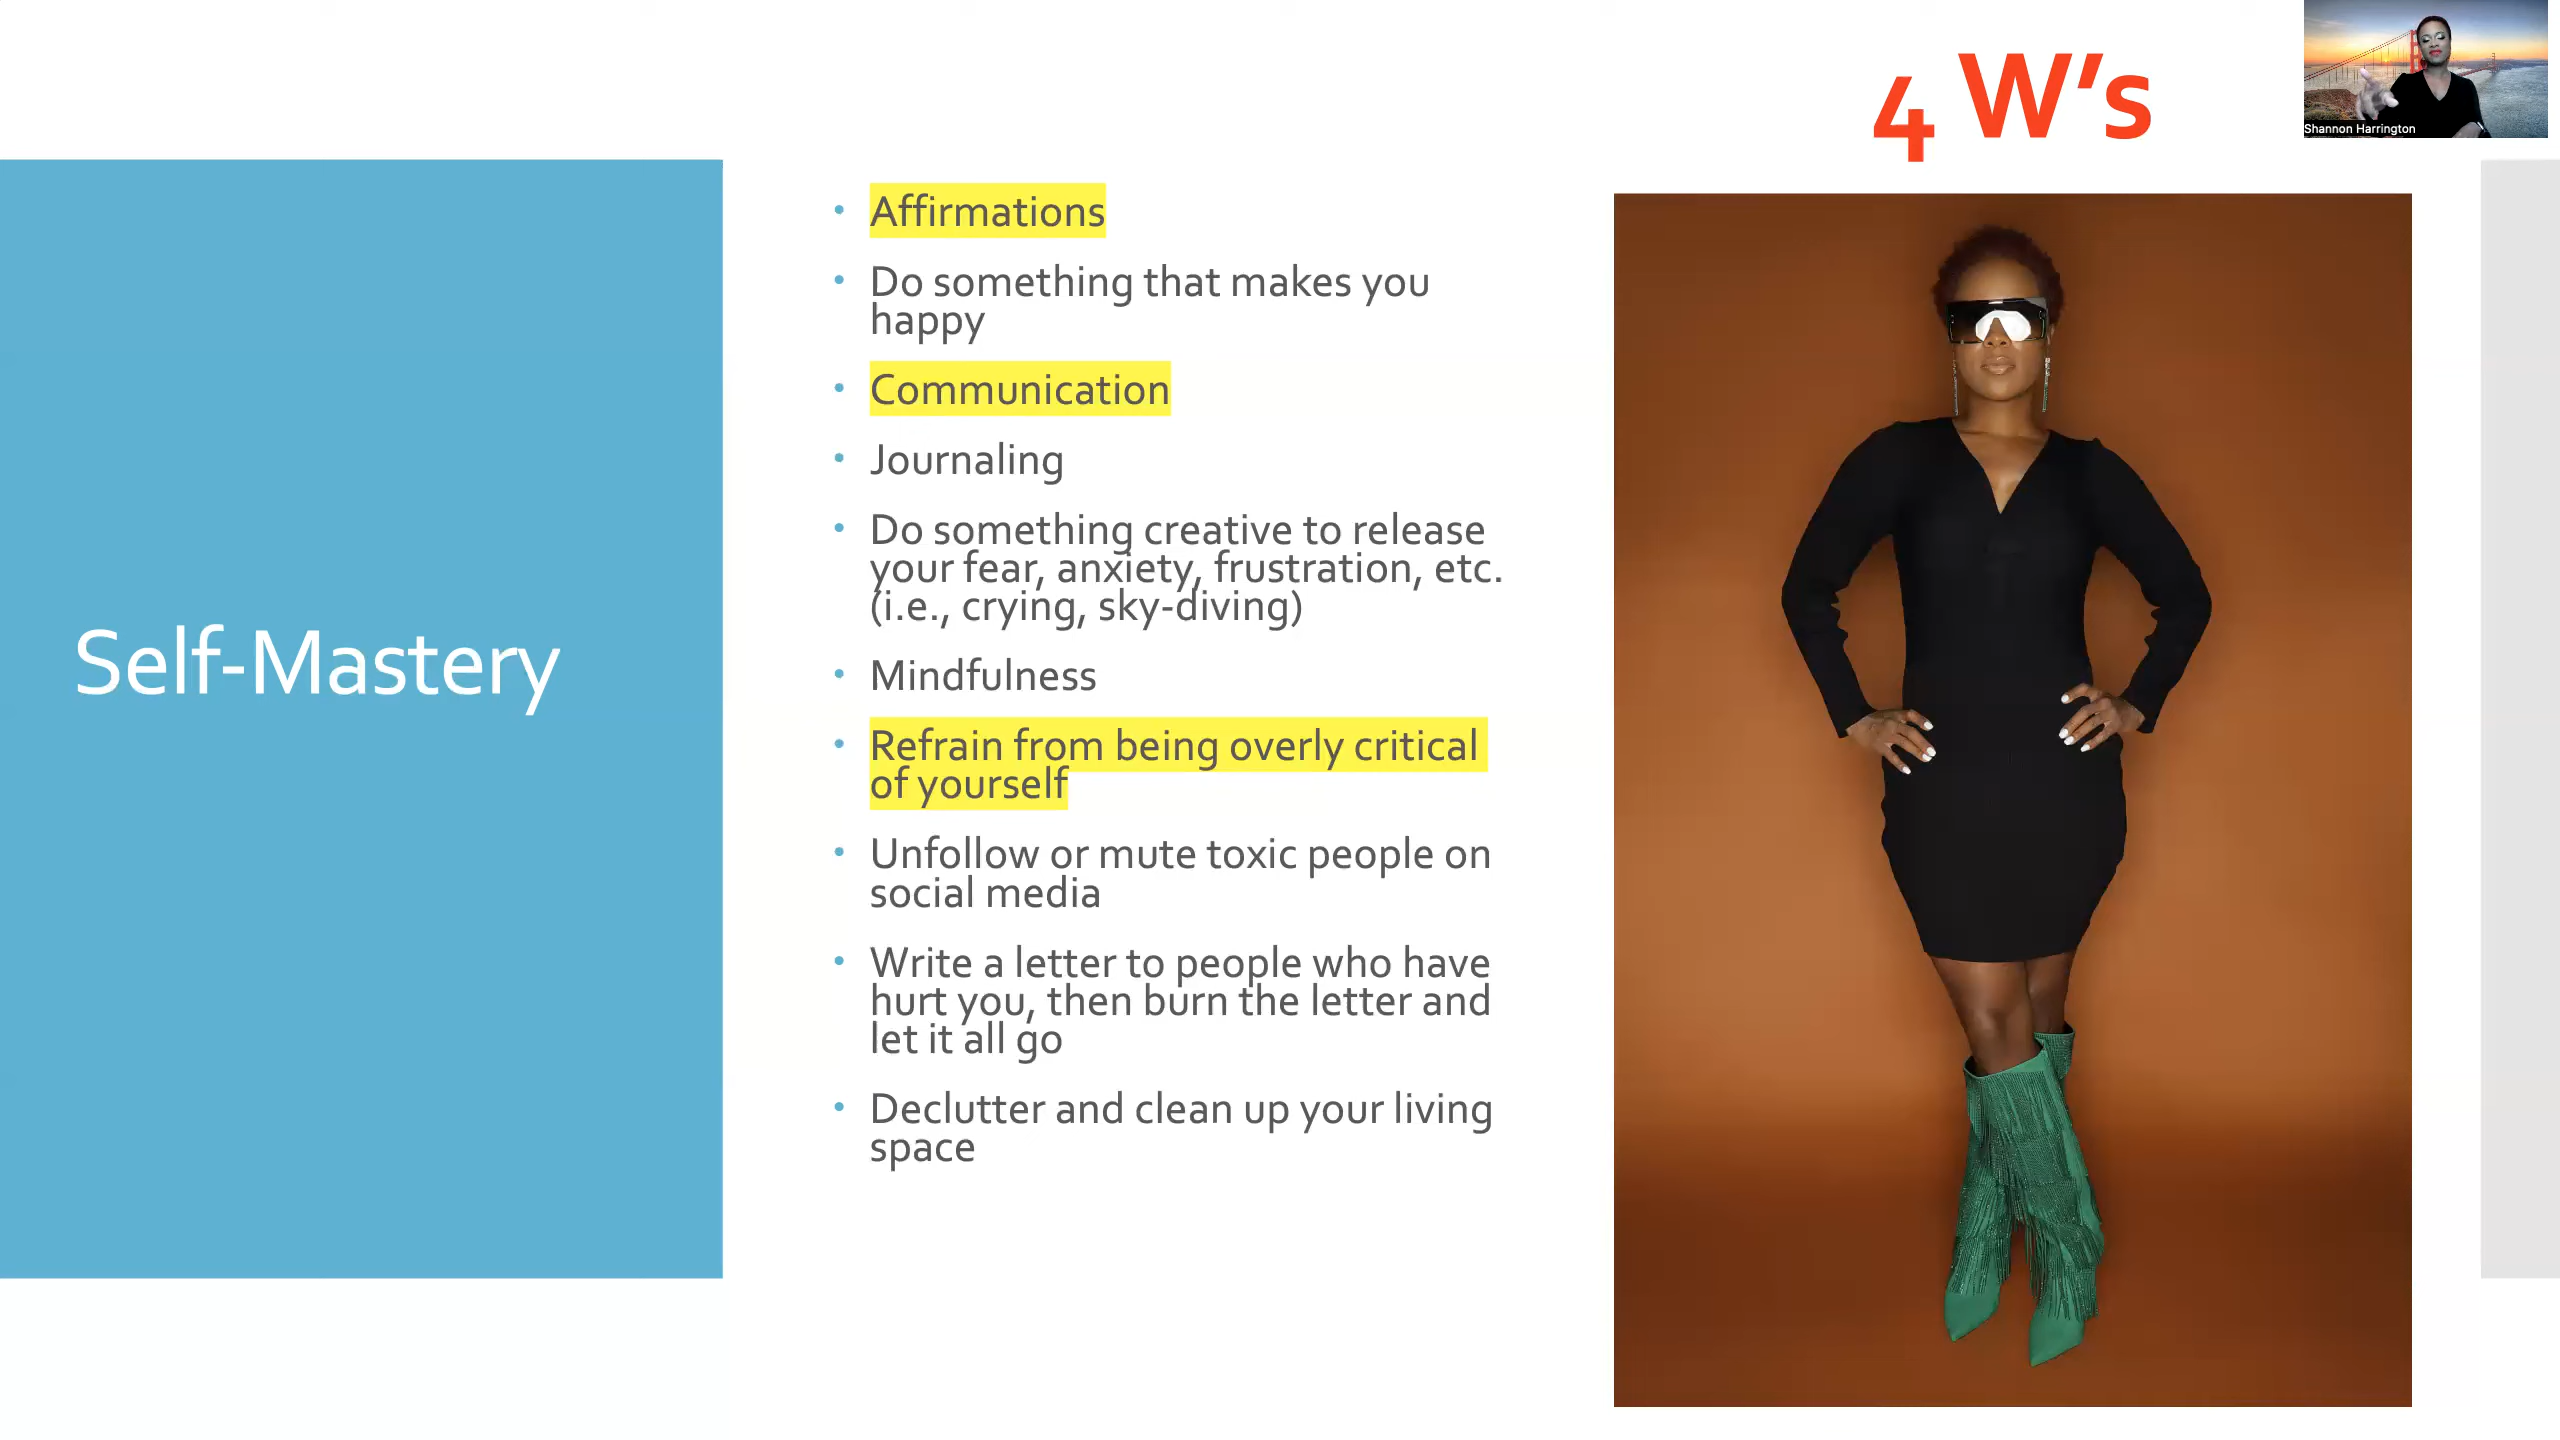 4 W's
Shannon Harrington
Self-Mastery
• Affirmations
• Do something that makes you
happy
• Communication
• Journaling
• Do something creative to release
your fear, anxiety, frustration, etc.
(i.e., crying, sky-diving)
• Mindfulness
• Refrain from being overly critical
of yourself
• Unfollow or mute toxic people on
social media
• Write a letter to people who have
hurt you, then burn the letter and
let it all go
• Declutter and clean up your living
space